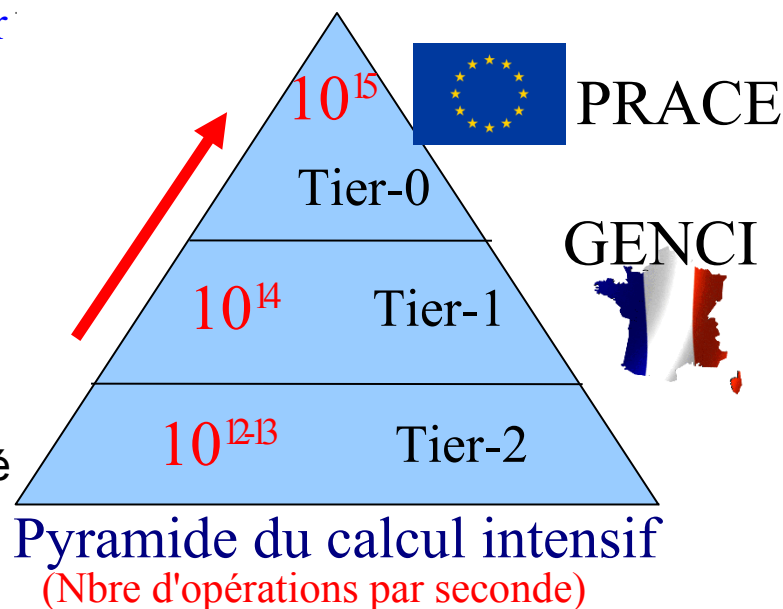 r
10¹⁵
PRACE
Tier-0
GENCI
10¹⁴ Tier-1
10¹²⁻¹³ Tier-2
é
Pyramide du calcul intensif
(Nbre d'opérations par seconde)